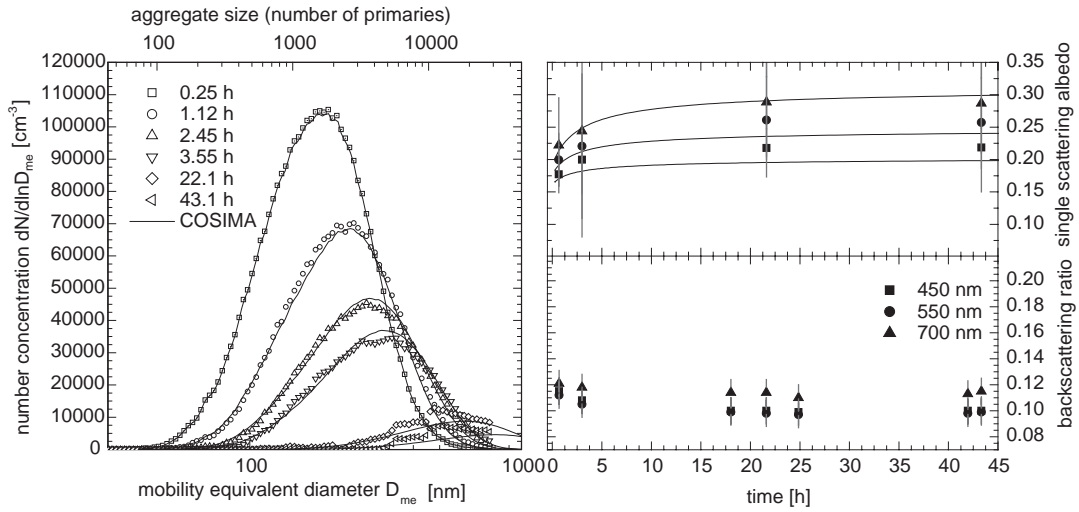 aggregate size (number of primaries)
100 1000 10000
120000
110000
100000
90000
80000
70000
60000
50000
40000
30000
20000
10000
0
number concentration dN/dlnD_me [cm⁻³]
0.25 h
1.12 h
2.45 h
3.55 h
22.1 h
43.1 h
COSIMA
100 1000
mobility equivalent diameter D_me [nm]
0.35
0.30
0.25
0.20
0.15
0.10
single scattering albedo
450 nm
550 nm
700 nm
0.20
0.18
0.16
0.14
0.12
0.10
0.08
backscattering ratio
0 5 10 15 20 25 30 35 40 45
time [h]